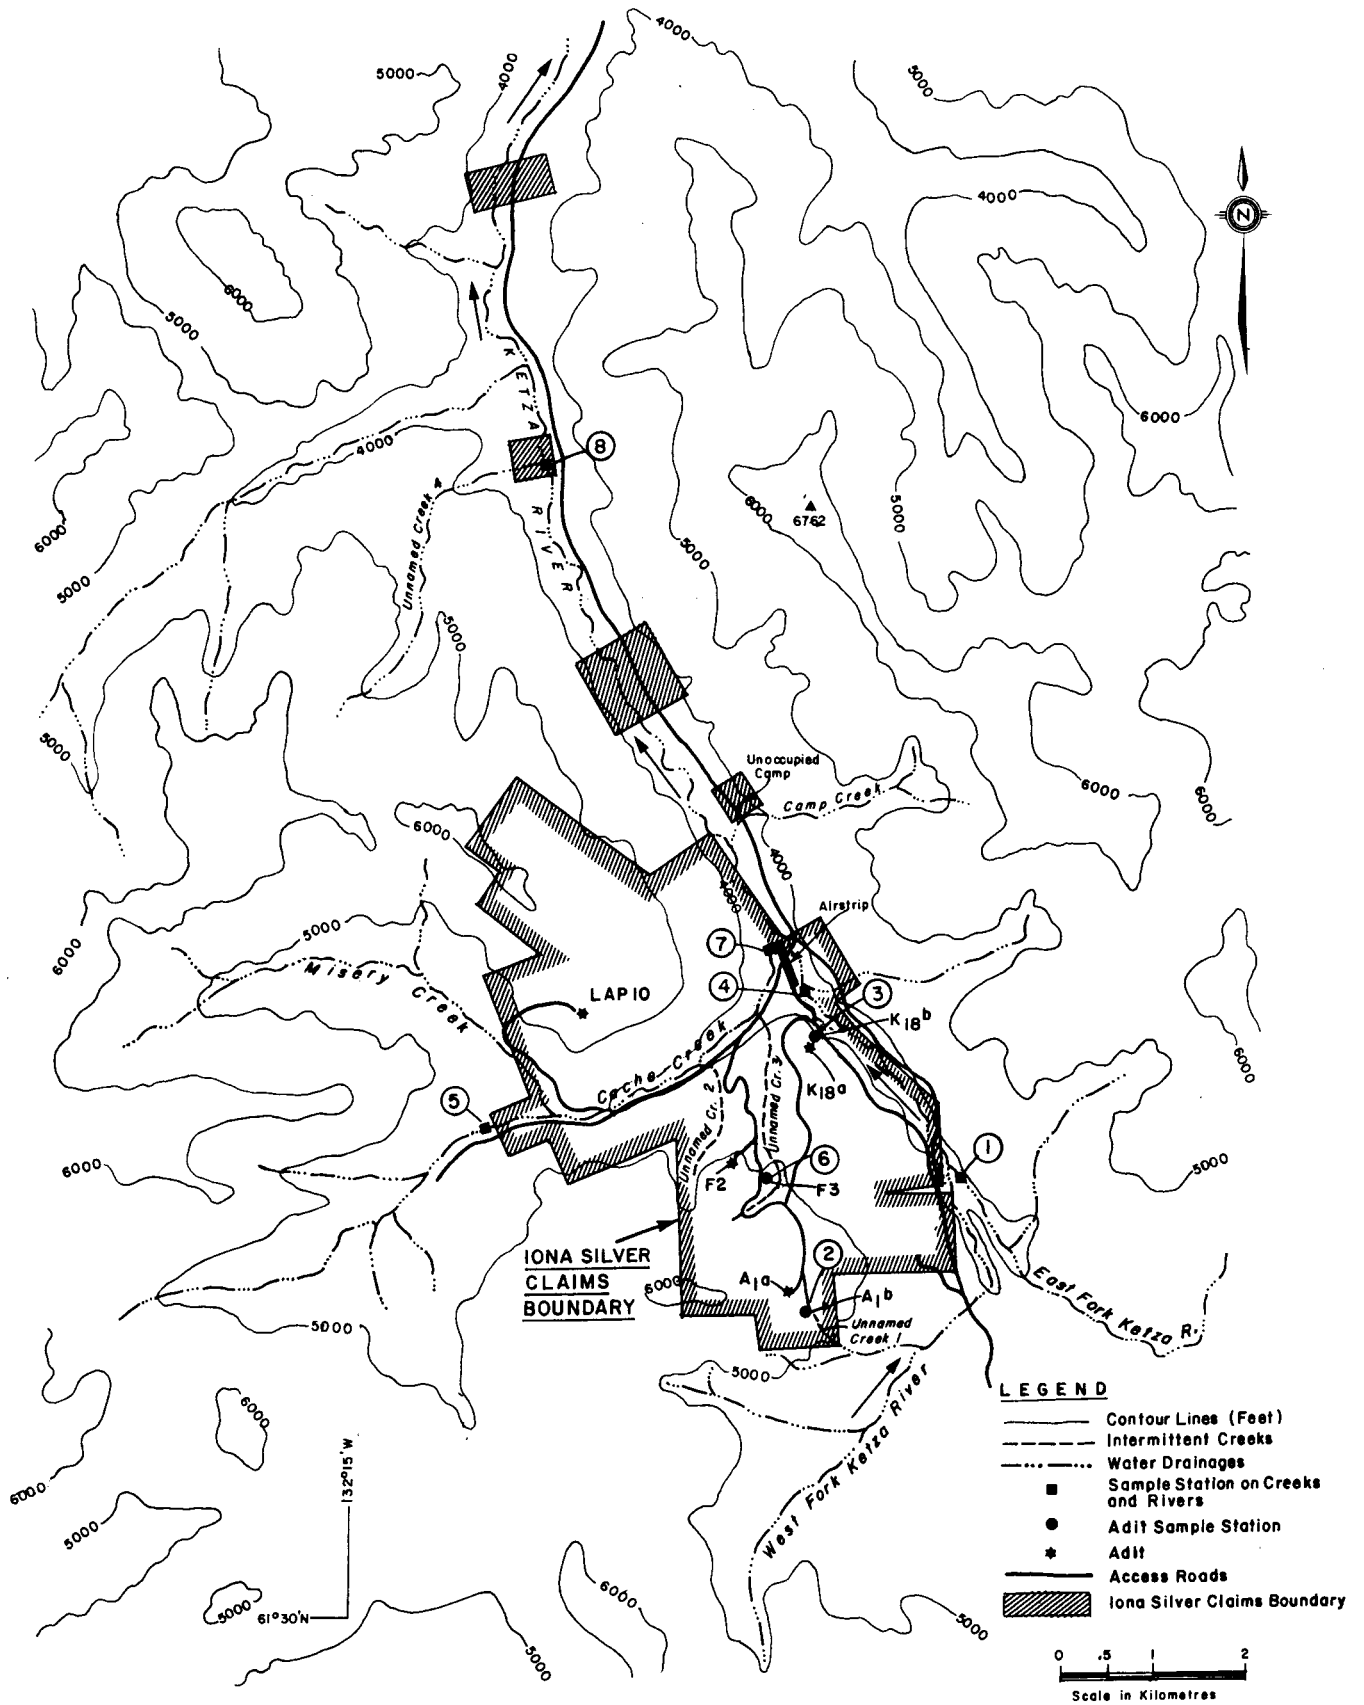 4000
5000
4000
5000
4000
N
6000
5000
6000
KETZA
4000
8
6000
5000
6762
5000
Unnamed Creek 4
RIVER
6000
5000
5000
5000
5000
Unoccupied
Camp
Camp Creek
6000
6000
6000
4000
4000
Airstrip
5000
6000
Misery Creek
7
4
3
LAP 10
K18b
Cache Creek
6000
K18a
Unnamed Cr. 3
Unnamed Cr. 2
5
6
1
6000
5000
F2
F3
2
IONA SILVER
CLAIMS
BOUNDARY
6000
A1a
A1b
Unnamed
Creek 1
East Fork Ketza R.
5000
5000
West Fork Ketza River
6000
132°15'W
6000
5000
5000
61°30'N
6000
5000
5000
LEGEND
Contour Lines (Feet)
Intermittent Creeks
Water Drainages
Sample Station on Creeks
and Rivers
Adit Sample Station
Adit
Access Roads
Iona Silver Claims Boundary
0 .5 1 2
Scale in Kilometres